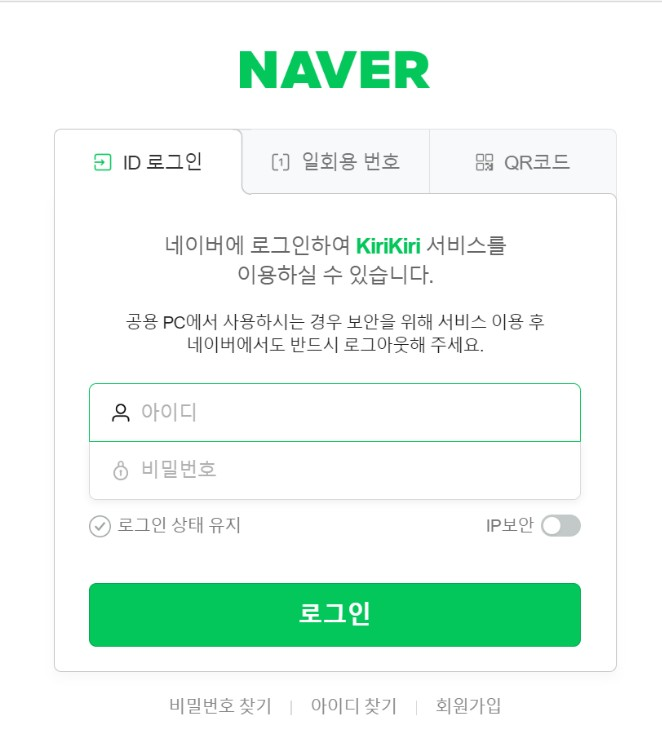 NAVER
ID 로그인
일회용 번호
QR코드
네이버에 로그인하여 KiriKiri 서비스를
이용하실 수 있습니다.
공용 PC에서 사용하시는 경우 보안을 위해 서비스 이용 후
네이버에서도 반드시 로그아웃해 주세요.
아이디
비밀번호
로그인 상태 유지
IP보안
로그인
비밀번호 찾기 | 아이디 찾기 | 회원가입